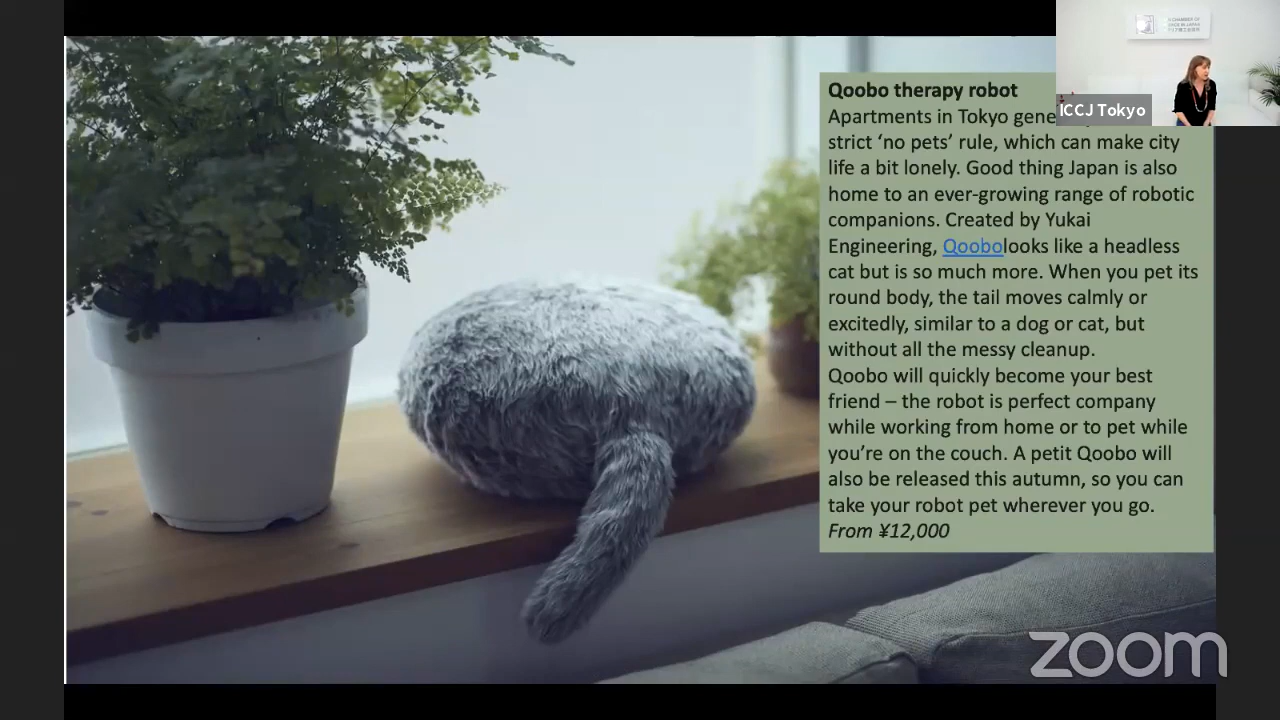 Qoobo therapy robot
Apartments in Tokyo gene
strict ‘no pets’ rule, which can make city
life a bit lonely. Good thing Japan is also
home to an ever-growing range of robotic
companions. Created by Yukai
Engineering, Qoobolooks like a headless
cat but is so much more. When you pet its
round body, the tail moves calmly or
excitedly, similar to a dog or cat, but
without all the messy cleanup.
Qoobo will quickly become your best
friend – the robot is perfect company
while working from home or to pet while
you’re on the couch. A petit Qoobo will
also be released this autumn, so you can
take your robot pet wherever you go.
From ¥12,000
ICCJ Tokyo
zoom